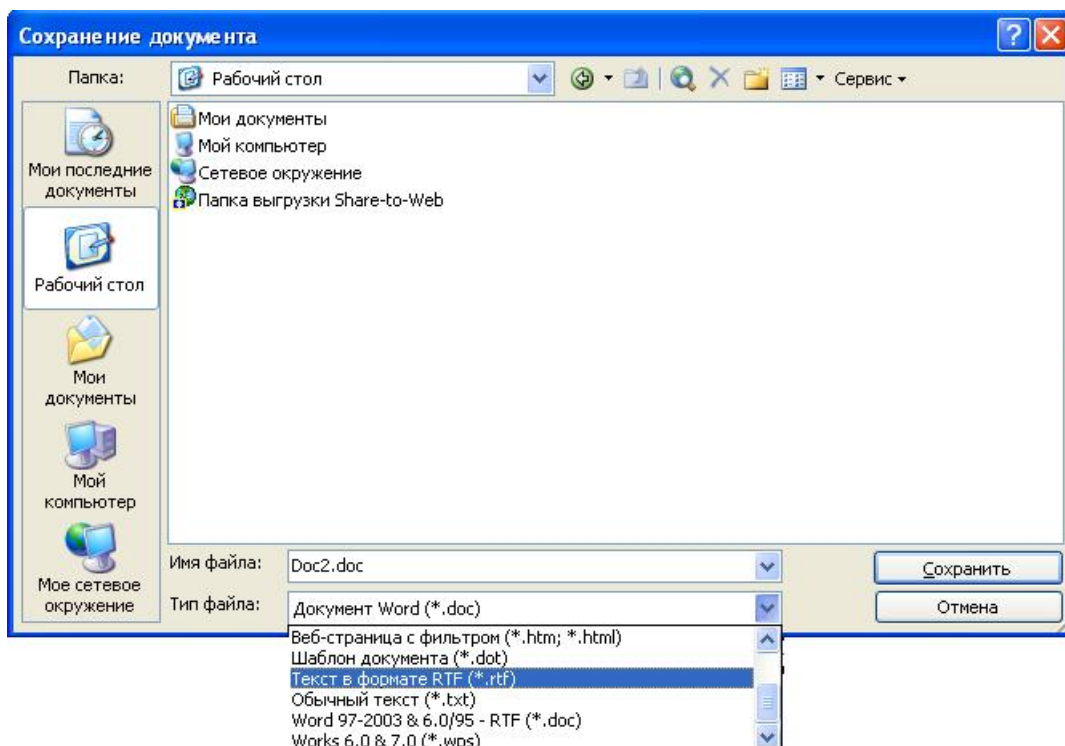 Сохранение документа
Папка:
Рабочий стол
Сервис
Мои последние
документы
Рабочий стол
Мои
документы
Мой
компьютер
Мое сетевое
окружение
Мои документы
Мой компьютер
Сетевое окружение
Папка выгрузки Share-to-Web
Имя файла:
Doc2.doc
Сохранить
Тип файла:
Документ Word (*.doc)
Отмена
Веб-страница с фильтром (*.htm; *.html)
Шаблон документа (*.dot)
Текст в формате RTF (*.rtf)
Обычный текст (*.txt)
Word 97-2003 & 6.0/95 - RTF (*.doc)
Works 6.0 & 7.0 (*.wps)